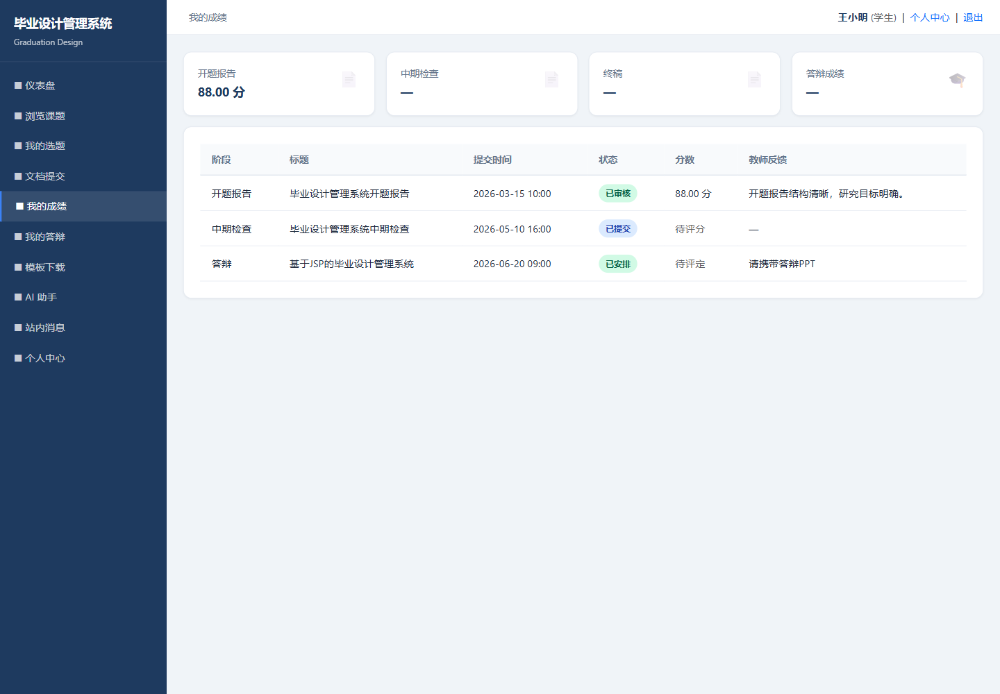 毕业设计管理系统
Graduation Design
仪表盘
浏览课题
我的选题
文档提交
我的成绩
我的答辩
模板下载
AI 助手
站内消息
个人中心
我的成绩
王小明 (学生) | 个人中心 | 退出
开题报告
88.00 分
中期检查
—
终稿
—
答辩成绩
—
阶段 标题 提交时间 状态 分数 教师反馈
开题报告 毕业设计管理系统开题报告 2026-03-15 10:00 已审核 88.00 分 开题报告结构清晰，研究目标明确。
中期检查 毕业设计管理系统中期检查 2026-05-10 16:00 已提交 待评分 —
答辩 基于JSP的毕业设计管理系统 2026-06-20 09:00 已安排 待评定 请携带答辩PPT